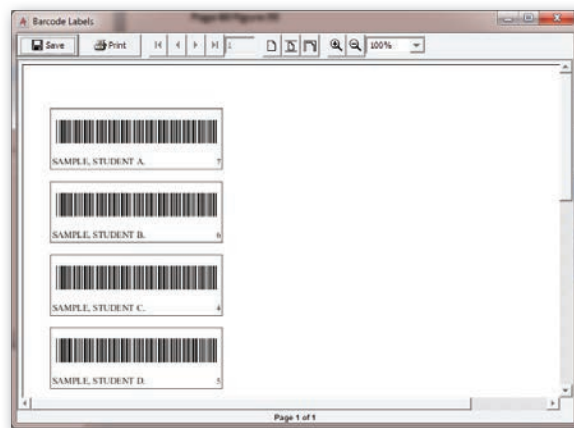 Barcode Labels
Save Print 1 100%
SAMPLE, STUDENT A. 7
SAMPLE, STUDENT B. 6
SAMPLE, STUDENT C. 4
SAMPLE, STUDENT D. 5
Page 1 of 1